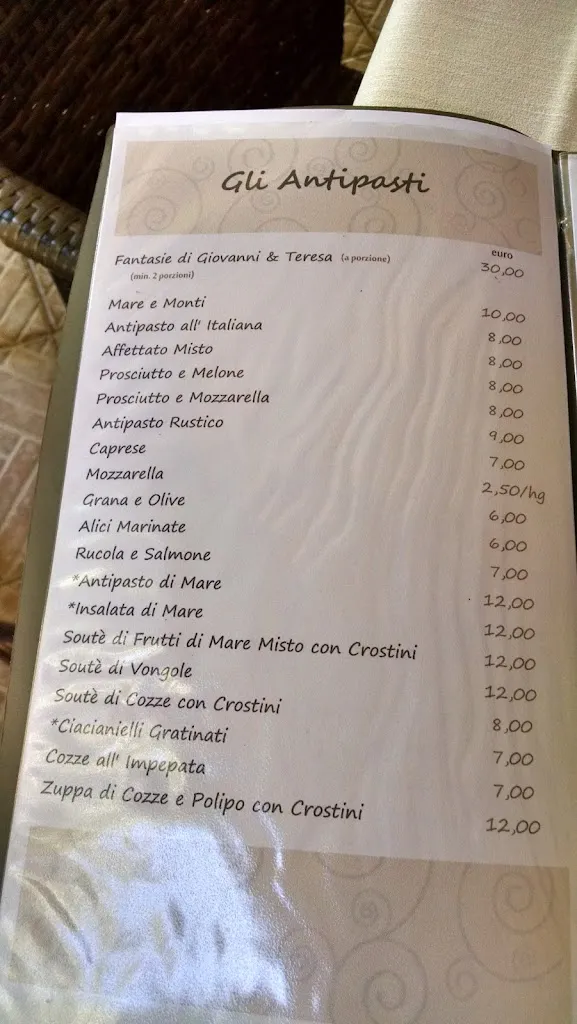 Gli Antipasti
euro
Fantasie di Giovanni & Teresa (a porzione) 30,00
(min. 2 porzioni)
Mare e Monti 10,00
Antipasto all' Italiana 8,00
Affettato Misto 8,00
Prosciutto e Melone 8,00
Prosciutto e Mozzarella 8,00
Antipasto Rustico 9,00
Caprese 7,00
Mozzarella 2,50/hg
Grana e Olive 6,00
Alici Marinate 6,00
Rucola e Salmone 7,00
*Antipasto di Mare 12,00
*Insalata di Mare 12,00
Soutè di Frutti di Mare Misto con Crostini 12,00
Soutè di Vongole 12,00
Soutè di Cozze con Crostini 8,00
*Ciacianielli Gratinati 7,00
Cozze all' Impepata 7,00
Zuppa di Cozze e Polipo con Crostini 12,00